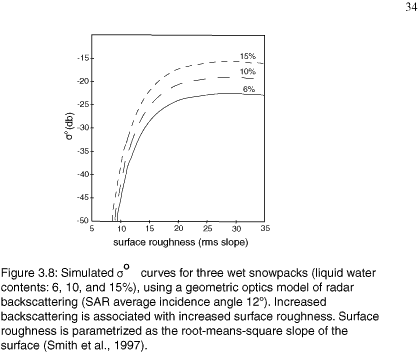 34
15%
10%
6%
-15
-20
-25
-30
-35
-40
-45
-50
σ°(db)
5 10 15 20 25 30 35
surface roughness (rms slope)
Figure 3.8: Simulated σ° curves for three wet snowpacks (liquid water
contents: 6, 10, and 15%), using a geometric optics model of radar
backscattering (SAR average incidence angle 12º). Increased
backscattering is associated with increased surface roughness. Surface
roughness is parametrized as the root-means-square slope of the
surface (Smith et al., 1997).